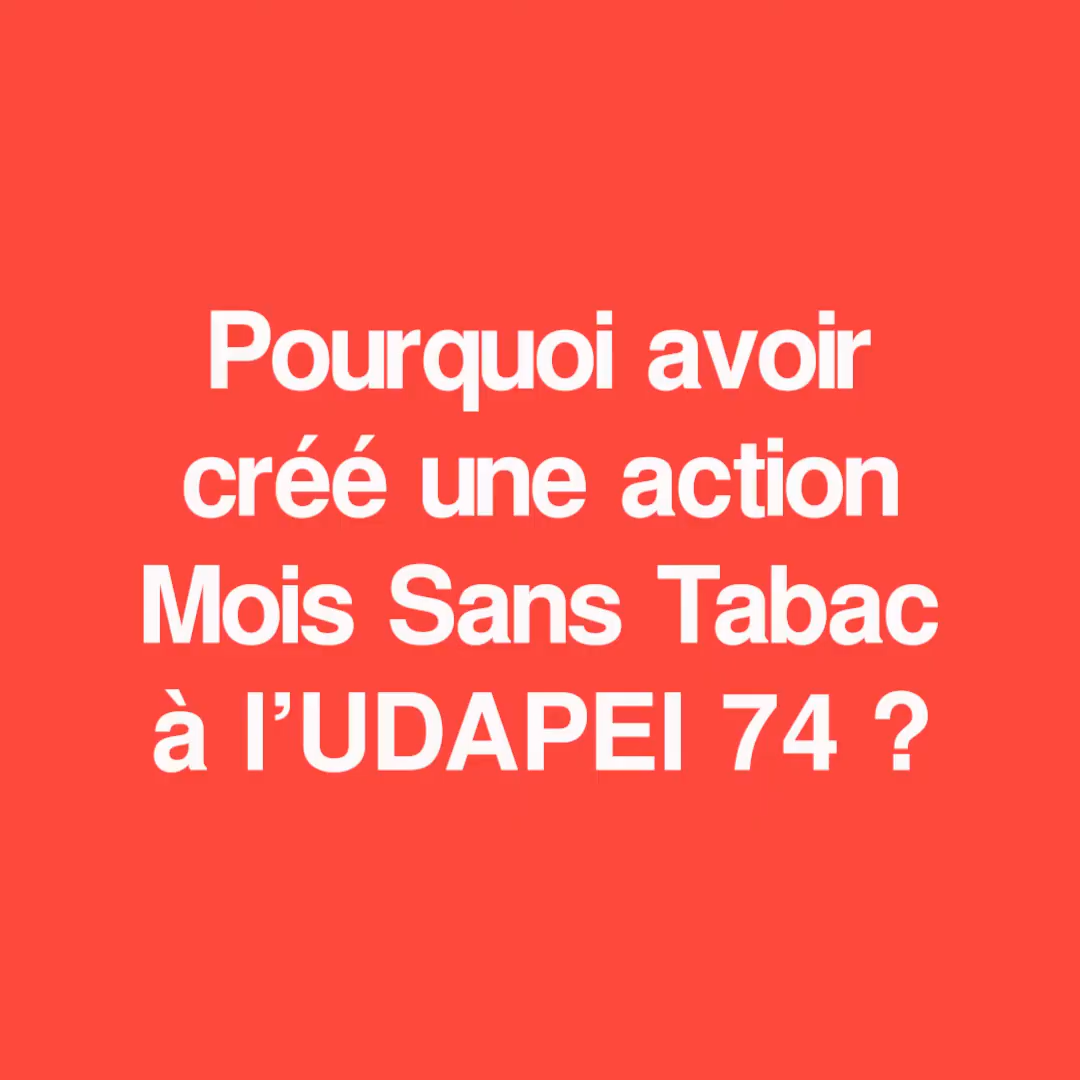 Pourquoi avoir
créé une action
Mois Sans Tabac
à l’UDAPEI 74 ?